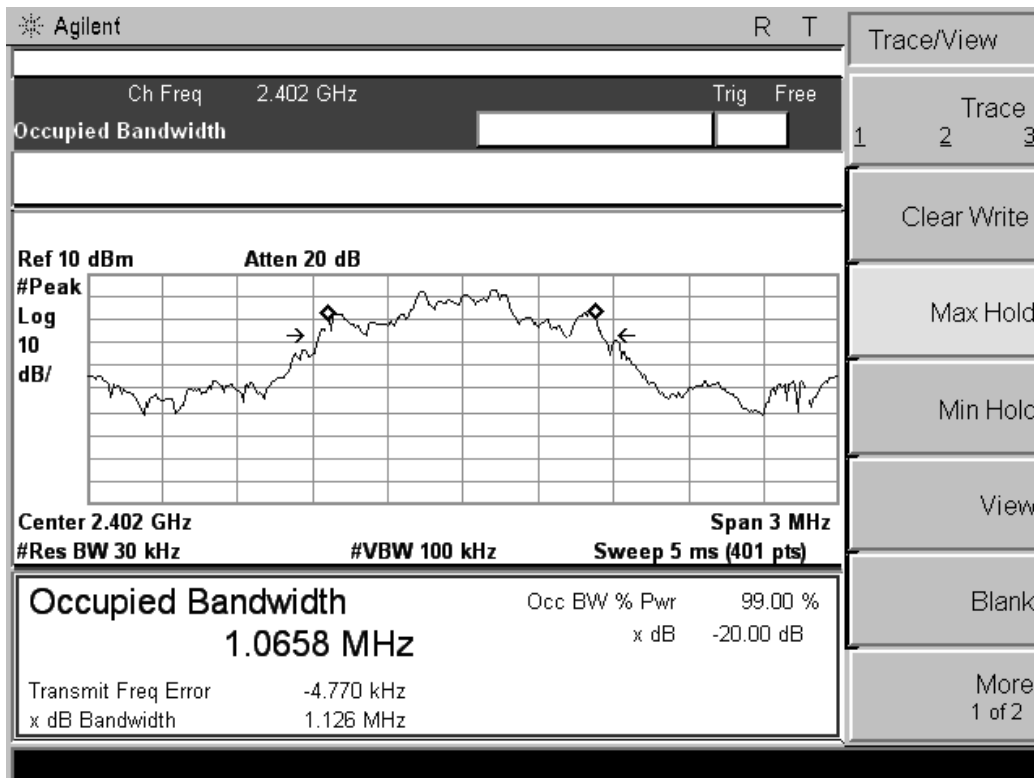 Agilent R T
Ch Freq 2.402 GHz Trig Free
Occupied Bandwidth
Ref 10 dBm Atten 20 dB
#Peak
Log
10
dB/
Center 2.402 GHz Span 3 MHz
#Res BW 30 kHz #VBW 100 kHz Sweep 5 ms (401 pts)
Occupied Bandwidth
1.0658 MHz
Occ BW % Pwr 99.00 %
x dB -20.00 dB
Transmit Freq Error -4.770 kHz
x dB Bandwidth 1.126 MHz
Trace/View
Trace
1 2 3
Clear Write
Max Hold
Min Hold
View
Blank
More
1 of 2